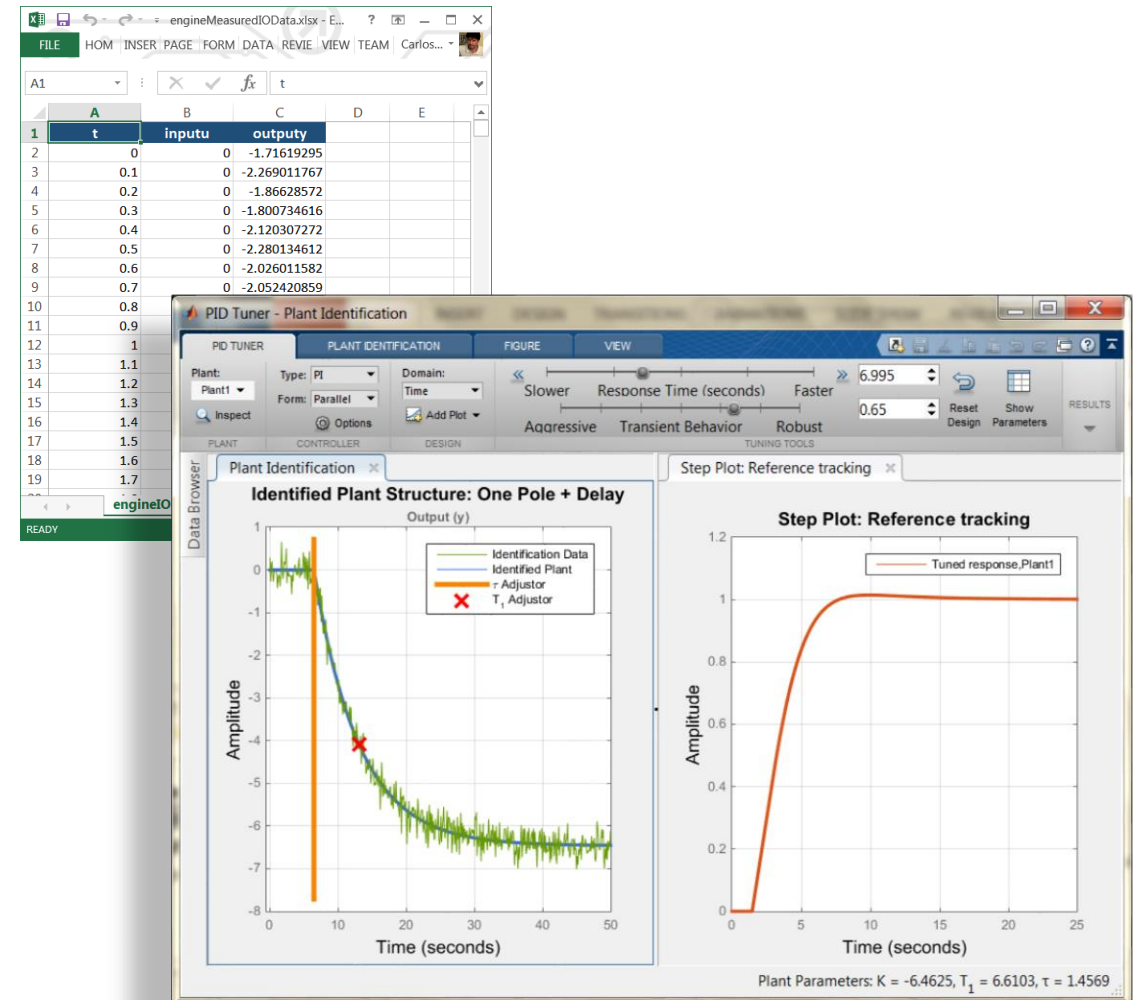 engineMeasuredIOData.xlsx - E... ?
FILE HOM INSER PAGE FORM DATA REVIE VIEW TEAM Carlos...
A1 fx t
A B C D E
1 t inputu outputy
2 0 0 -1.71619295
3 0.1 0 -2.269011767
4 0.2 0 -1.86628572
5 0.3 0 -1.800734616
6 0.4 0 -2.120307272
7 0.5 0 -2.280134612
8 0.6 0 -2.026011582
9 0.7 0 -2.052420859
10 0.8
11 0.9
12 1
13 1.1
14 1.2
15 1.3
16 1.4
17 1.5
18 1.6
19 1.7
engineIO
READY
PID Tuner - Plant Identification
PID TUNER PLANT IDENTIFICATION FIGURE VIEW
Plant:
Plant1
Inspect
PLANT
Type: PI
Form: Parallel
Options
CONTROLLER
Domain:
Time
Add Plot
DESIGN
Slower Response Time (seconds) Faster
6.995
Aggressive Transient Behavior Robust
0.65
Reset Design
Show Parameters
TUNING TOOLS
RESULTS
Data Browser
Plant Identification
Identified Plant Structure: One Pole + Delay
Output (y)
Identification Data
Identified Plant
τ Adjustor
T1 Adjustor
Amplitude
1
0
-1
-2
-3
-4
-5
-6
-7
-8
0 10 20 30 40 50
Time (seconds)
Step Plot: Reference tracking
Step Plot: Reference tracking
Tuned response,Plant1
Amplitude
1.2
1
0.8
0.6
0.4
0.2
0
0 5 10 15 20 25
Time (seconds)
Plant Parameters: K = -6.4625, T1 = 6.6103, τ = 1.4569